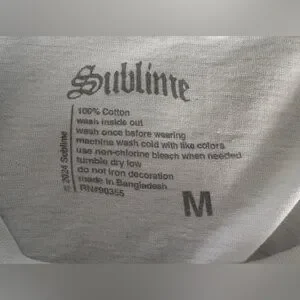 Sublime
100% Cotton
wash inside out
wash once before wearing
machine wash cold with like colors
use non-chlorine bleach when needed
tumble dry low
do not iron decoration
made in Bangladesh
RN#90355
© 2024 Sublime
M